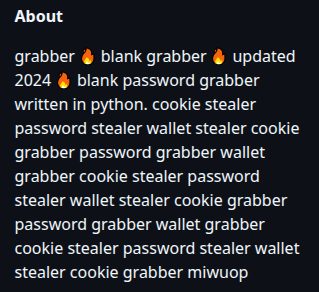 About
grabber 🔥 blank grabber 🔥 updated
2024 🔥 blank password grabber
written in python. cookie stealer
password stealer wallet stealer cookie
grabber password grabber wallet
grabber cookie stealer password
stealer wallet stealer cookie grabber
password grabber wallet grabber
cookie stealer password stealer wallet
stealer cookie grabber miwuop